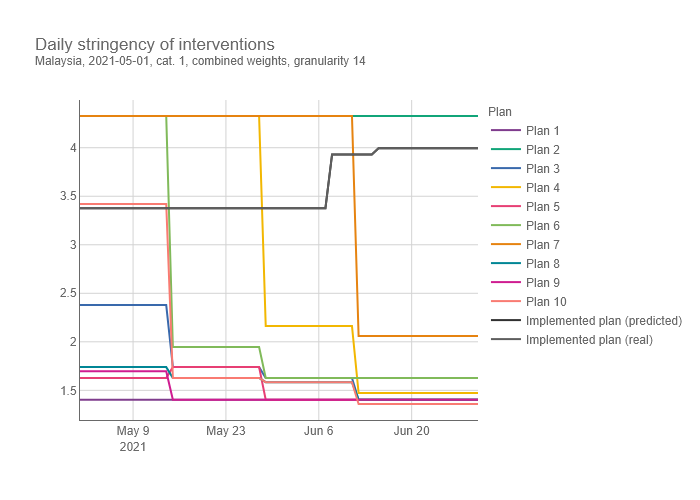 Daily stringency of interventions
Malaysia, 2021-05-01, cat. 1, combined weights, granularity 14
4
3.5
3
2.5
2
1.5
May 9
2021
May 23
Jun 6
Jun 20
Plan
Plan 1
Plan 2
Plan 3
Plan 4
Plan 5
Plan 6
Plan 7
Plan 8
Plan 9
Plan 10
Implemented plan (predicted)
Implemented plan (real)